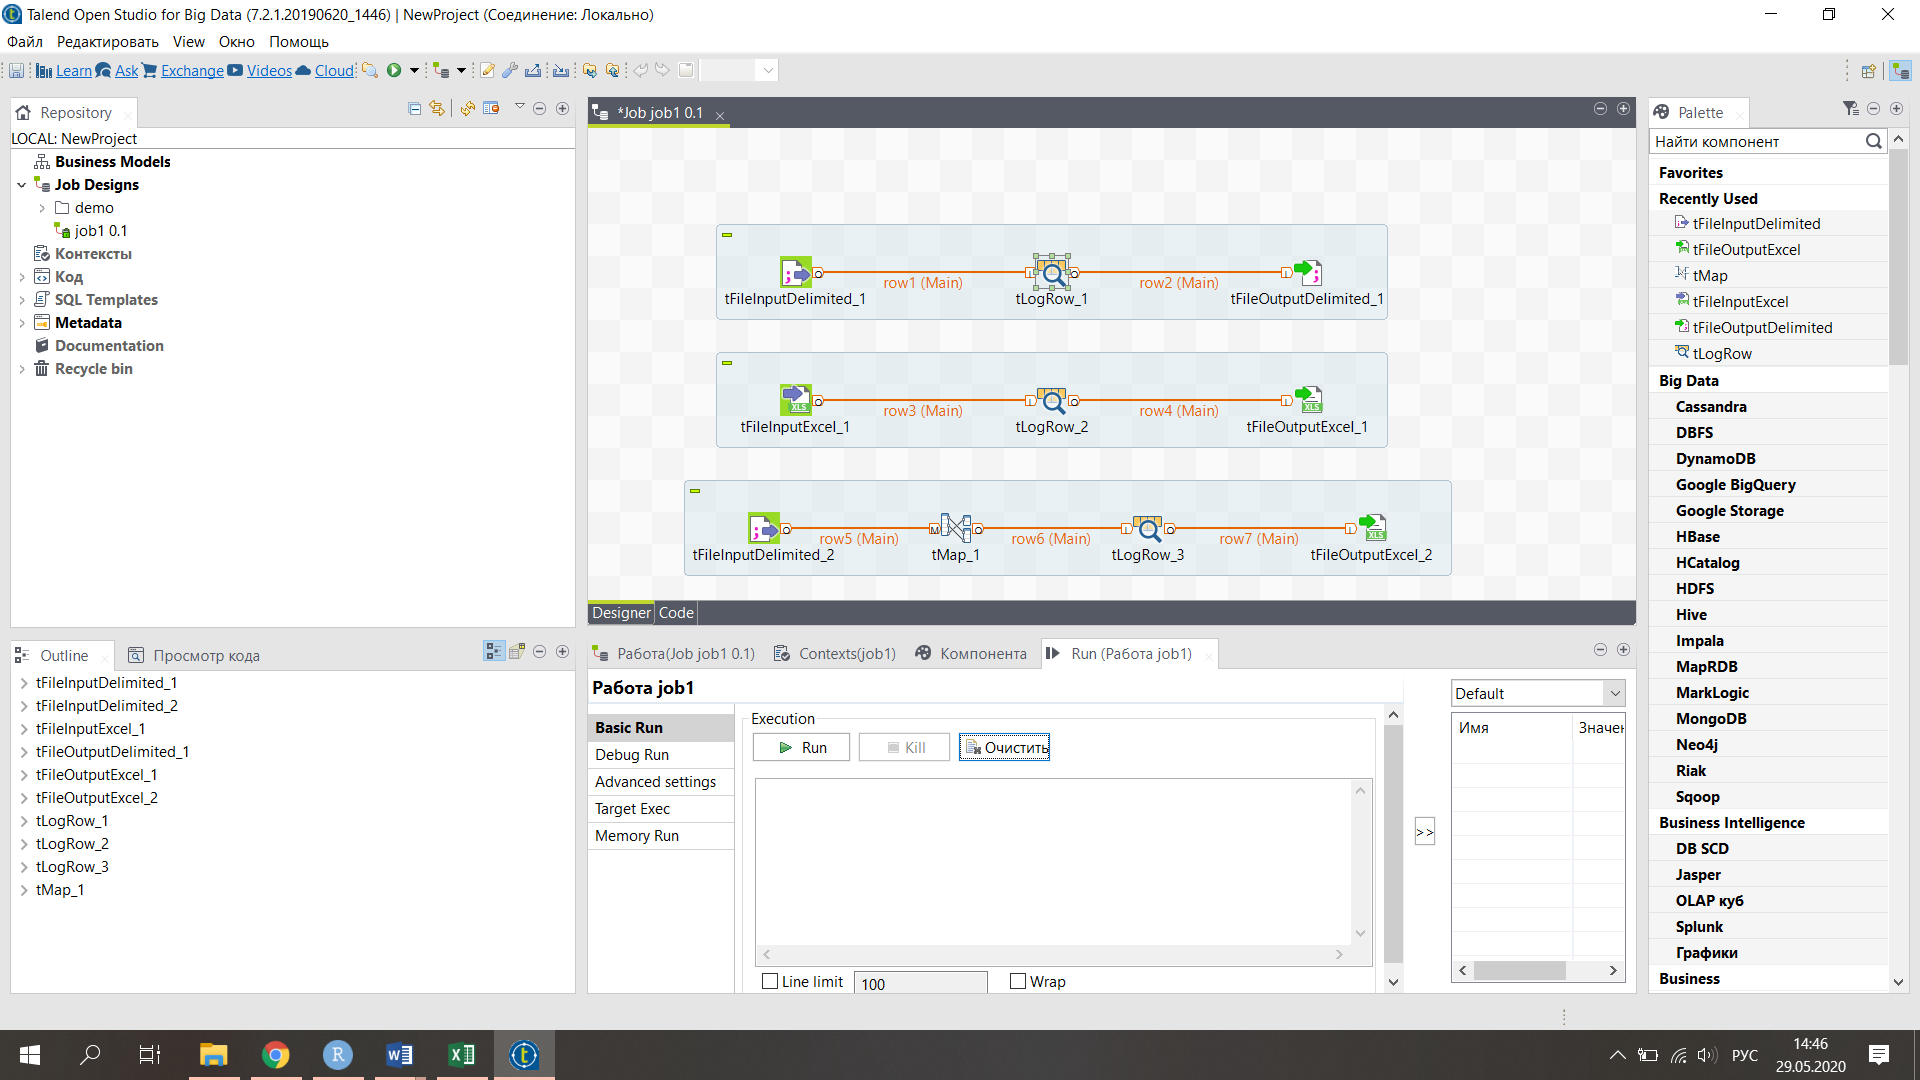 Talend Open Studio for Big Data (7.2.1.20190620_1446) | NewProject (Соединение: Локально)
Файл Редактировать View Окно Помощь
Learn Ask Exchange Videos Cloud
Repository
LOCAL: NewProject
Business Models
Job Designs
demo
job1 0.1
Контексты
Код
SQL Templates
Metadata
Documentation
Recycle bin
*Job job1 0.1
row1 (Main) row2 (Main)
tFileInputDelimited_1 tLogRow_1 tFileOutputDelimited_1
XLS XLS
row3 (Main) row4 (Main)
tFileInputExcel_1 tLogRow_2 tFileOutputExcel_1
XLS
row5 (Main) row6 (Main) row7 (Main)
tFileInputDelimited_2 tMap_1 tLogRow_3 tFileOutputExcel_2
Designer Code
Palette
Найти компонент
Favorites
Recently Used
tFileInputDelimited
tFileOutputExcel
tMap
tFileInputExcel
tFileOutputDelimited
tLogRow
Big Data
Cassandra
DBFS
DynamoDB
Google BigQuery
Google Storage
HBase
HCatalog
HDFS
Hive
Impala
MapRDB
MarkLogic
MongoDB
Neo4j
Riak
Sqoop
Business Intelligence
DB SCD
Jasper
OLAP куб
Splunk
Графики
Business
Outline Просмотр кода
tFileInputDelimited_1
tFileInputDelimited_2
tFileInputExcel_1
tFileOutputDelimited_1
tFileOutputExcel_1
tFileOutputExcel_2
tLogRow_1
tLogRow_2
tLogRow_3
tMap_1
Работа(Job job1 0.1) Contexts(job1) Компонента Run (Работа job1)
Работа job1
Basic Run
Debug Run
Advanced settings
Target Exec
Memory Run
Execution
Run Kill Очистить
Line limit 100 Wrap
>>
Default
Имя Значен
РУС
14:46
29.05.2020